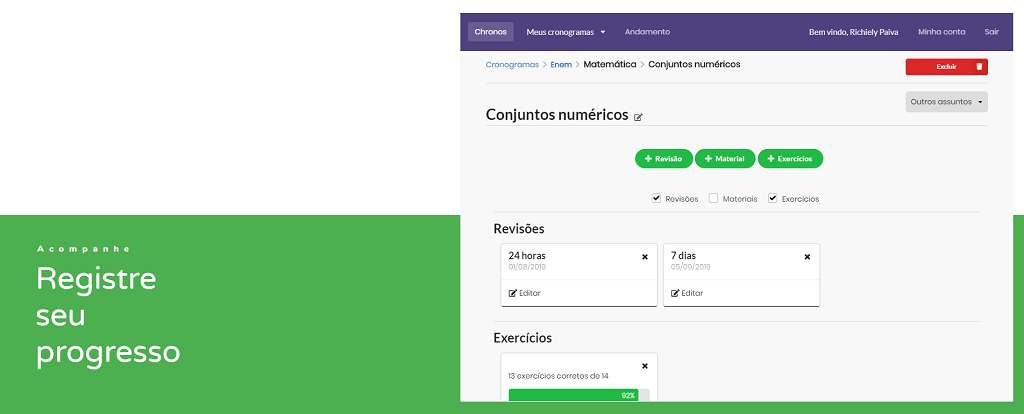 Acompanhe
Registre
seu
progresso
Chronos Meus cronogramas Andamento Bem vindo, Richiely Paiva Minha conta Sair
Cronogramas Enem Matemática Conjuntos numéricos Excluir
Outros assuntos
Conjuntos numéricos
Revisão Material Exercícios
Revisões Materiais Exercícios
Revisões
24 horas 7 dias
01/08/2019 05/09/2019
Editar Editar
Exercícios
13 exercícios corretos de 14
92%